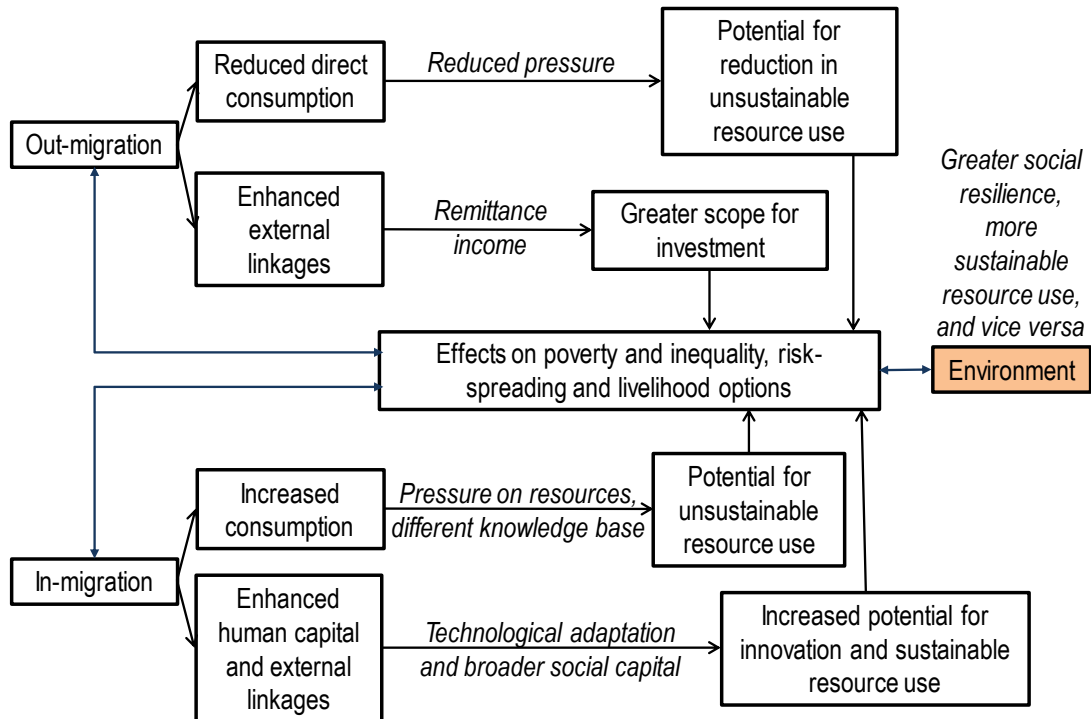 Out-migration
Reduced direct
consumption
Reduced pressure
Potential for
reduction in
unsustainable
resource use
Enhanced
external
linkages
Remittance
income
Greater scope for
investment
Greater social
resilience,
more
sustainable
resource use,
and vice versa
Effects on poverty and inequality, risk-
spreading and livelihood options
Environment
In-migration
Increased
consumption
Pressure on resources,
different knowledge base
Potential for
unsustainable
resource use
Enhanced
human capital
and external
linkages
Technological adaptation
and broader social capital
Increased potential for
innovation and sustainable
resource use